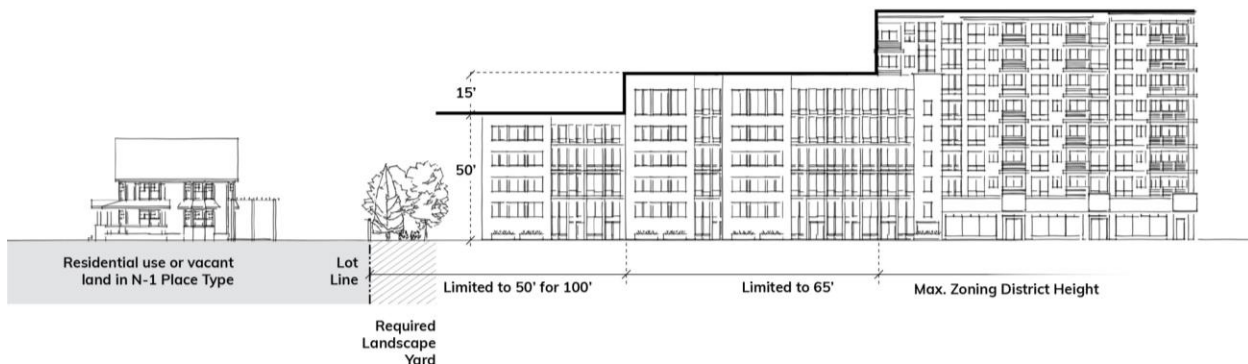 15'
50'
Residential use or vacant
land in N-1 Place Type
Lot
Line
Limited to 50' for 100'
Limited to 65'
Max. Zoning District Height
Required
Landscape
Yard